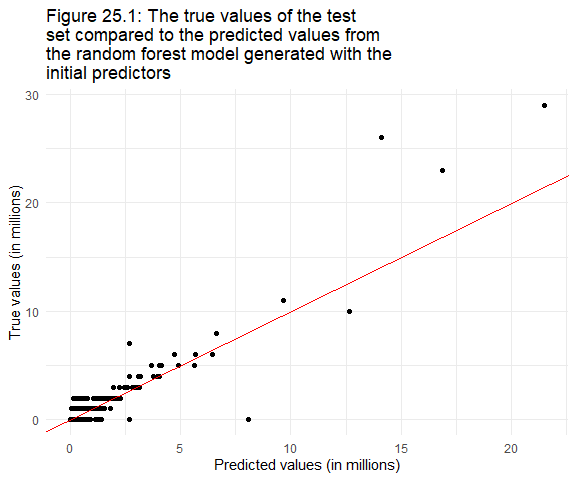 Figure 25.1: The true values of the test
set compared to the predicted values from
the random forest model generated with the
initial predictors
30
20
10
0
True values (in millions)
0 5 10 15 20
Predicted values (in millions)